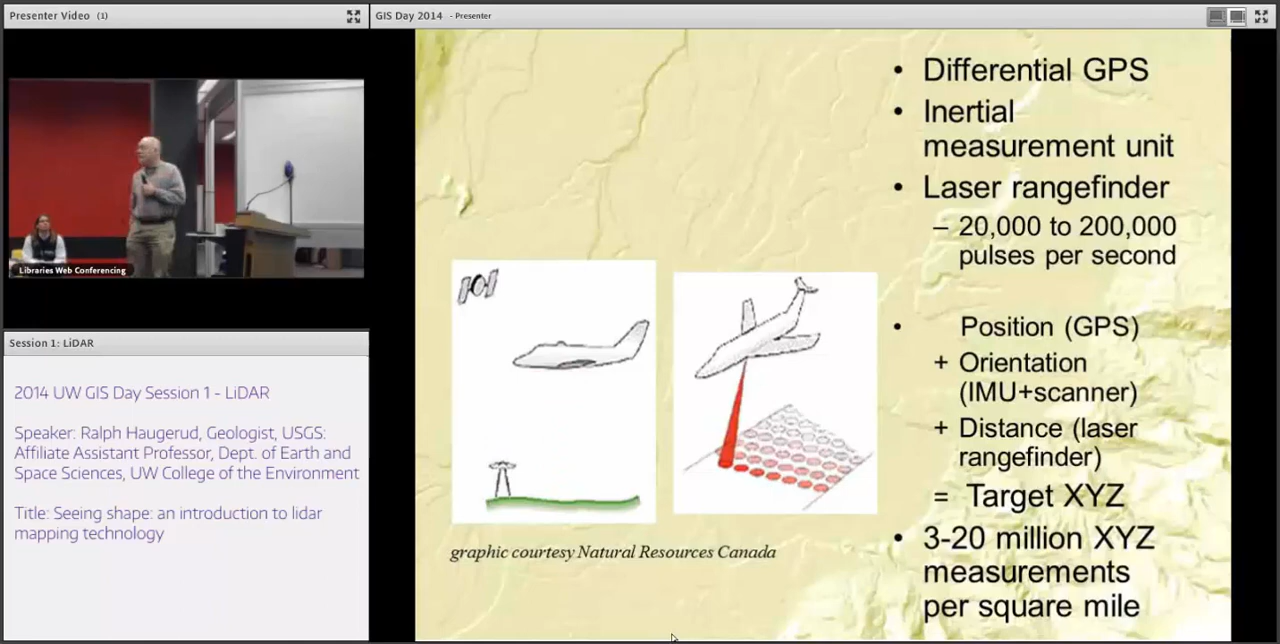 Presenter Video (1)
Libraries Web Conferencing
Session 1: LiDAR
2014 UW GIS Day Session 1 - LiDAR
Speaker: Ralph Haugerud, Geologist, USGS:
Affiliate Assistant Professor, Dept. of Earth and
Space Sciences, UW College of the Environment
Title: Seeing shape: an introduction to lidar
mapping technology
GIS Day 2014 - Presenter
• Differential GPS
• Inertial
measurement unit
• Laser rangefinder
– 20,000 to 200,000
pulses per second
• Position (GPS)
+ Orientation
(IMU+scanner)
+ Distance (laser
rangefinder)
= Target XYZ
• 3-20 million XYZ
measurements
per square mile
graphic courtesy Natural Resources Canada